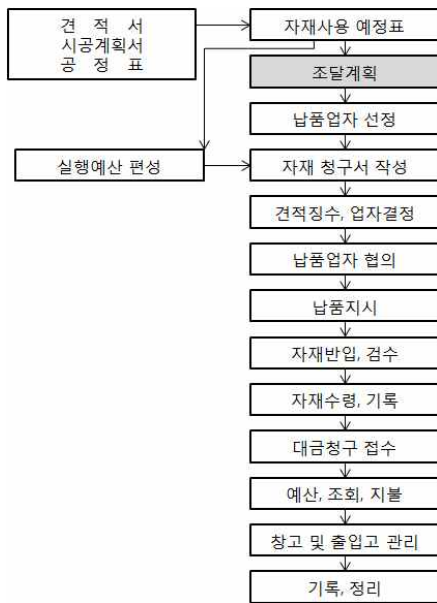 견 적 서
시공계획서
공 정 표
자재사용 예정표
조달계획
납품업자 선정
실행예산 편성
자재 청구서 작성
견적징수, 업자결정
납품업자 협의
납품지시
자재반입, 검수
자재수령, 기록
대금청구 접수
예산, 조회, 지불
창고 및 출입고 관리
기록, 정리